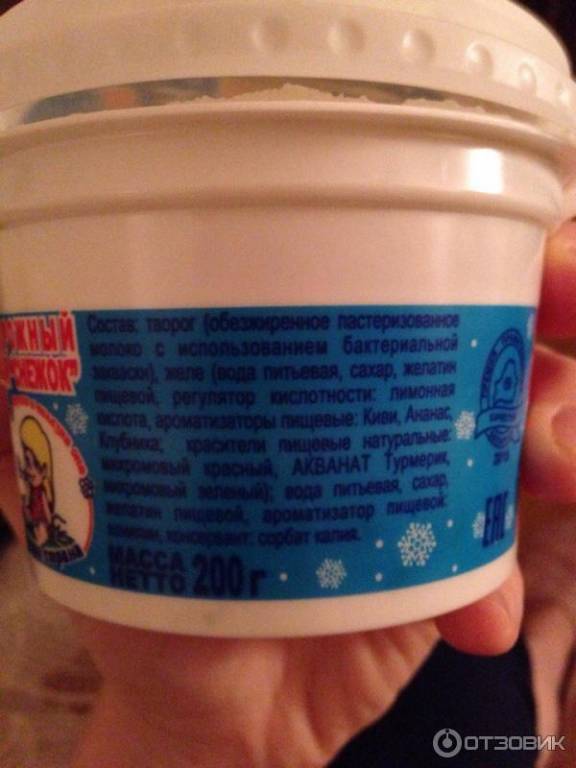 ОЖНЫЙ
СНЕЖОК"
Состав: творог (обезжиренное пастеризованное
молоко с использованием бактериальной
закваски), желе (вода питьевая, сахар, желатин
пищевой, регулятор кислотности: лимонная
кислота, ароматизаторы пищевые: Киви, Ананас,
Клубника; красители пищевые натуральные:
микромовый красный, АКВАНАТ Турмерик,
микромовый зеленый); вода питьевая, сахар,
желатин пищевой, ароматизатор пищевой:
консервант: сорбат калия.
МАССА
НЕТТО 200 г
ЕАС
ОТЗОВИК